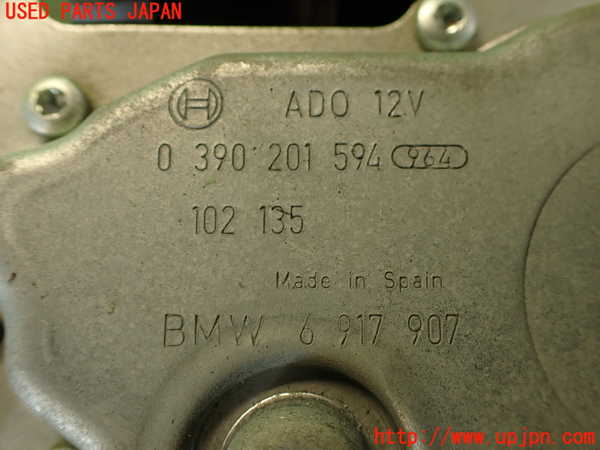 USED PARTS JAPAN
ADO 12V
0 390 201 594 964
102 135
Made in Spain
BMW 6 917 907
http://www.upjpn.com/